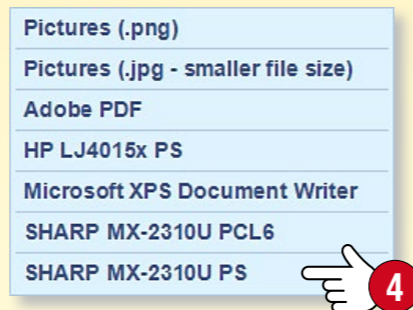 Pictures (.png)
Pictures (.jpg - smaller file size)
Adobe PDF
HP LJ4015x PS
Microsoft XPS Document Writer
SHARP MX-2310U PCL6
SHARP MX-2310U PS
4